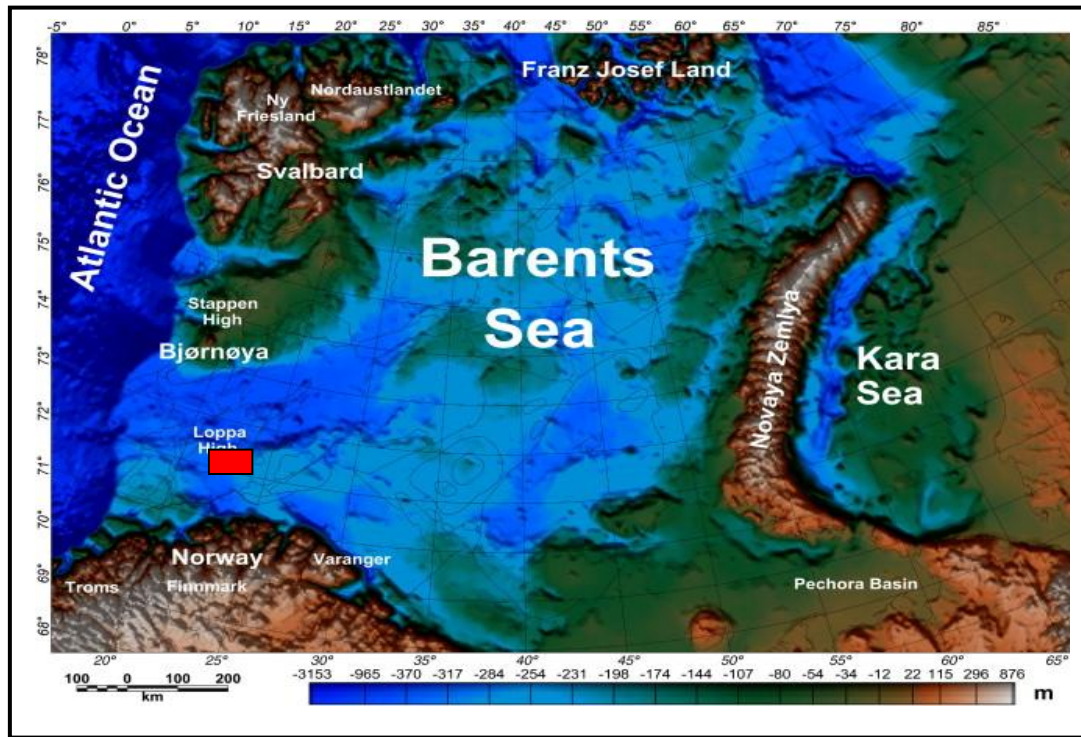 -5° 0° 5° 10° 15° 20° 25° 30° 35° 40° 45° 50° 55° 60° 65° 70° 75° 80° 85°
78°
77°
76°
75°
74°
73°
72°
71°
70°
69°
68°
Atlantic Ocean
Franz Josef Land
Nordaustlandet
Ny
Friesland
Svalbard
Barents
Sea
Stappen
High
Bjørnøya
Novaya Zemlya
Kara
Sea
Loppa
High
Norway
Varanger
Troms
Finnmark
Pechora Basin
20° 25° 30° 35° 40° 45° 50° 55° 60° 65°
100 0 100 200
km
-3153 -965 -370 -317 -284 -254 -231 -198 -174 -144 -107 -80 -54 -34 -12 22 115 296 876
m